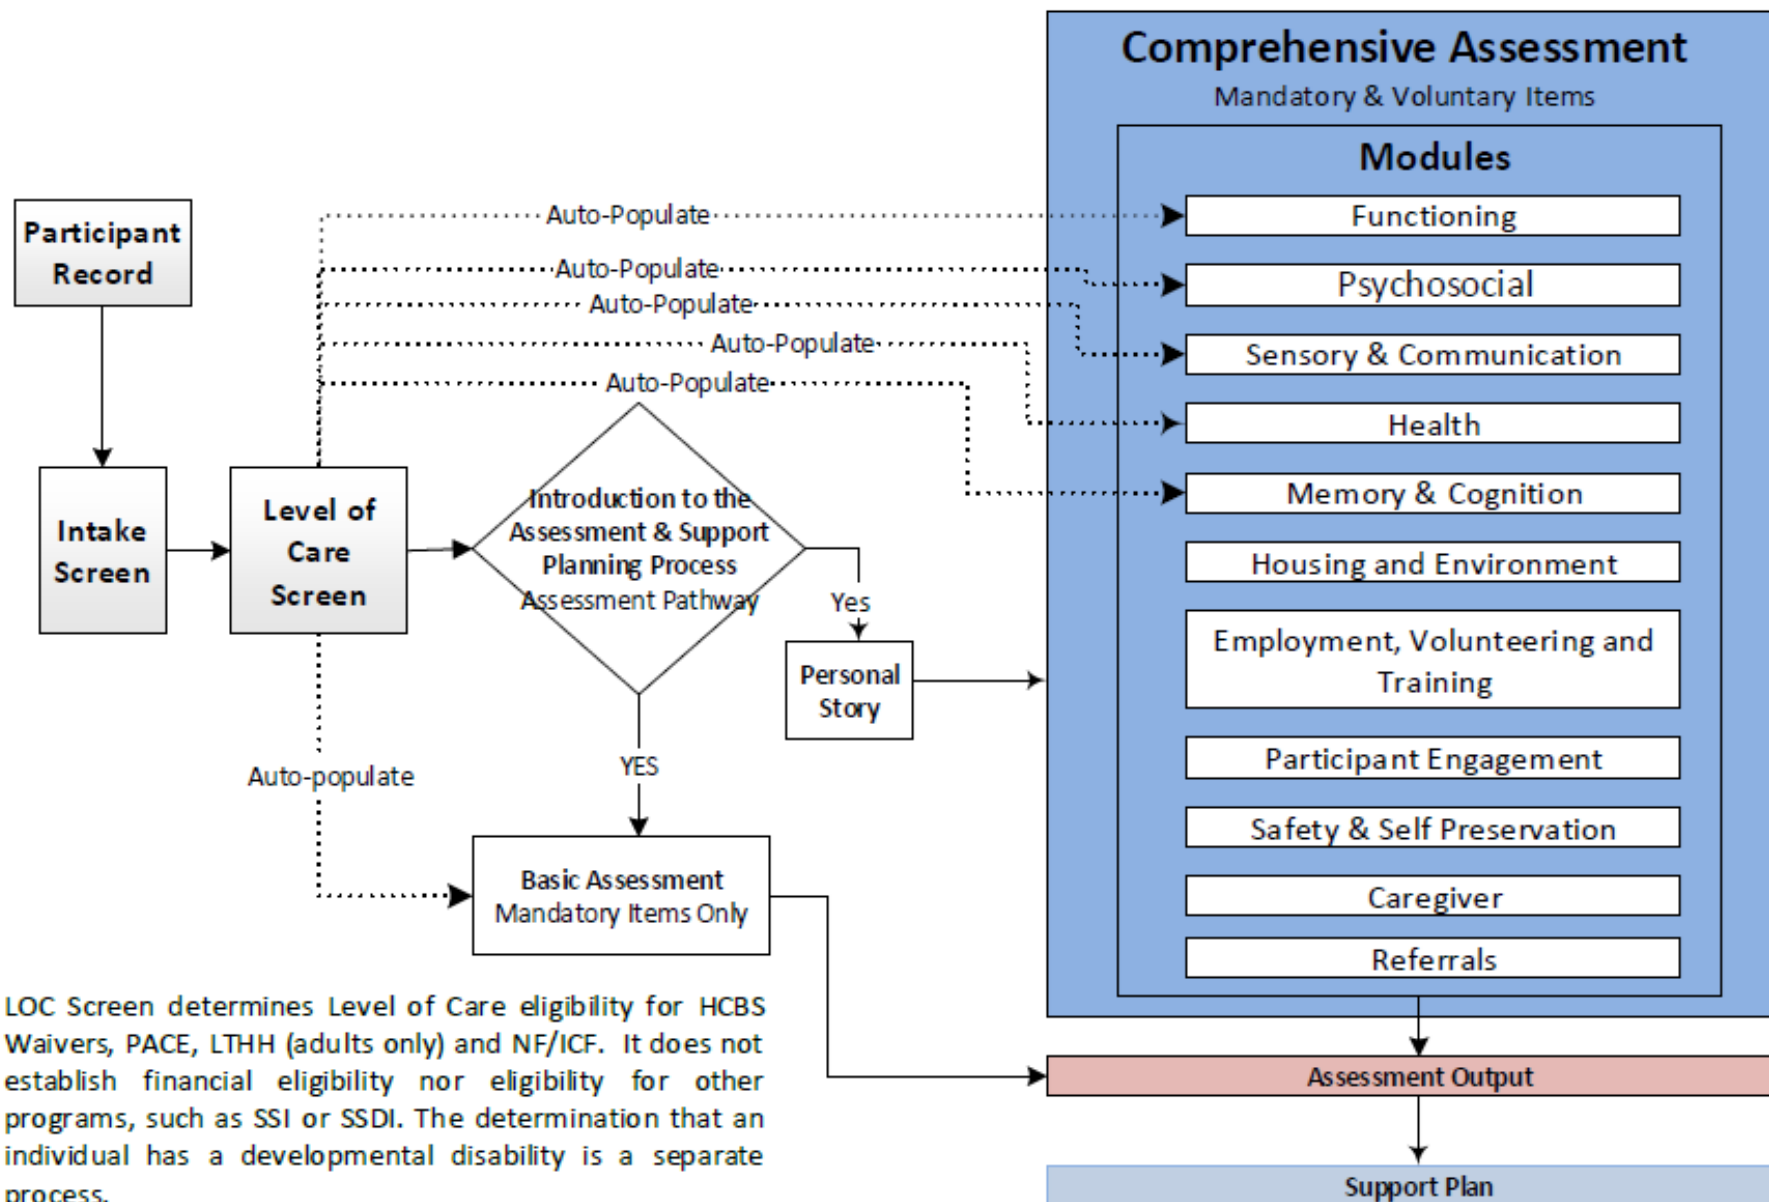 Comprehensive Assessment
Mandatory & Voluntary Items
Modules
Participant
Record
Auto-Populate
Functioning
Auto-Populate
Psychosocial
Auto-Populate
Auto-Populate
Sensory & Communication
Auto-Populate
Health
Intake
Screen
Level of
Care
Screen
Introduction to the
Assessment & Support
Planning Process
Assessment Pathway
Memory & Cognition
Housing and Environment
Yes
Employment, Volunteering and
Training
Personal
Story
YES
Auto-populate
Participant Engagement
Safety & Self Preservation
Basic Assessment
Mandatory Items Only
Caregiver
Referrals
LOC Screen determines Level of Care eligibility for HCBS
Waivers, PACE, LTHH (adults only) and NF/ICF. It does not
establish financial eligibility nor eligibility for other
programs, such as SSI or SSDI. The determination that an
individual has a developmental disability is a separate
process.
Assessment Output
Support Plan